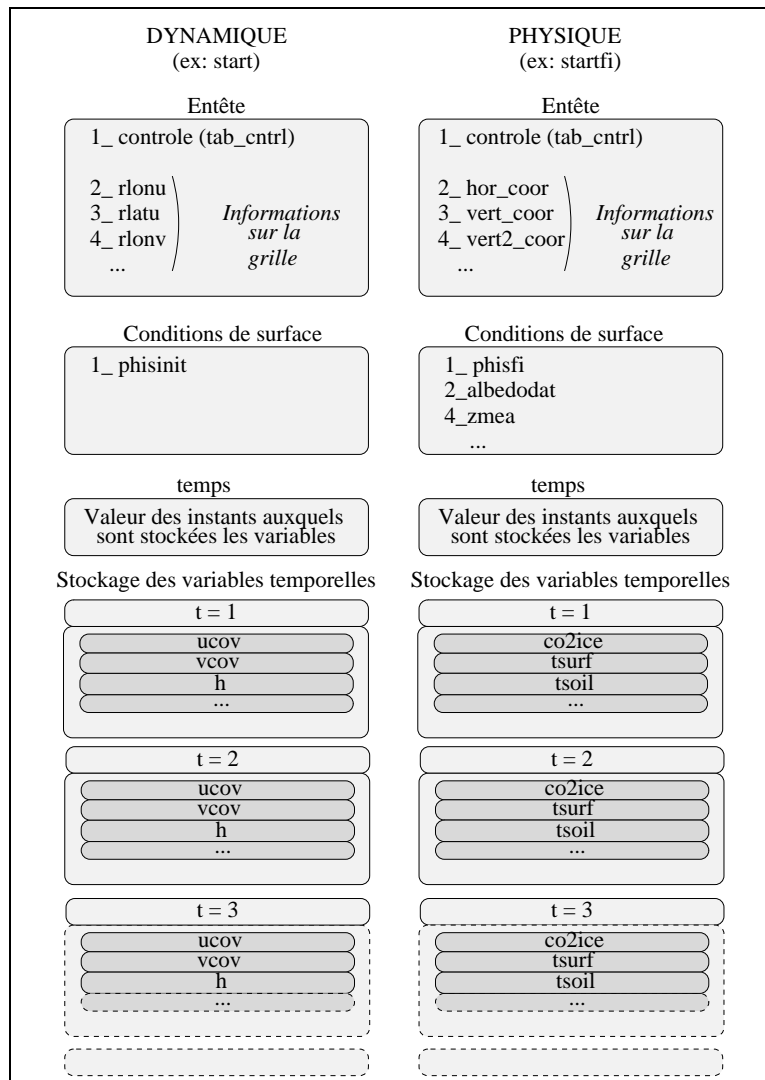 DYNAMIQUE
(ex: start)
Entête
1_ controle (tab_cntrl)
2_ rlonu
3_ rlatu
4_ rlonv
...
Informations
sur la
grille
Conditions de surface
1_ phisinit
temps
Valeur des instants auxquels
sont stockées les variables
Stockage des variables temporelles
t = 1
ucov
vcov
h
...
t = 2
ucov
vcov
h
...
t = 3
ucov
vcov
h
...
PHYSIQUE
(ex: startfi)
Entête
1_ controle (tab_cntrl)
2_ hor_coor
3_ vert_coor
4_ vert2_coor
...
Informations
sur la
grille
Conditions de surface
1_ phisfi
2_albedodat
4_zmea
...
temps
Valeur des instants auxquels
sont stockées les variables
Stockage des variables temporelles
t = 1
co2ice
tsurf
tsoil
...
t = 2
co2ice
tsurf
tsoil
...
t = 3
co2ice
tsurf
tsoil
...